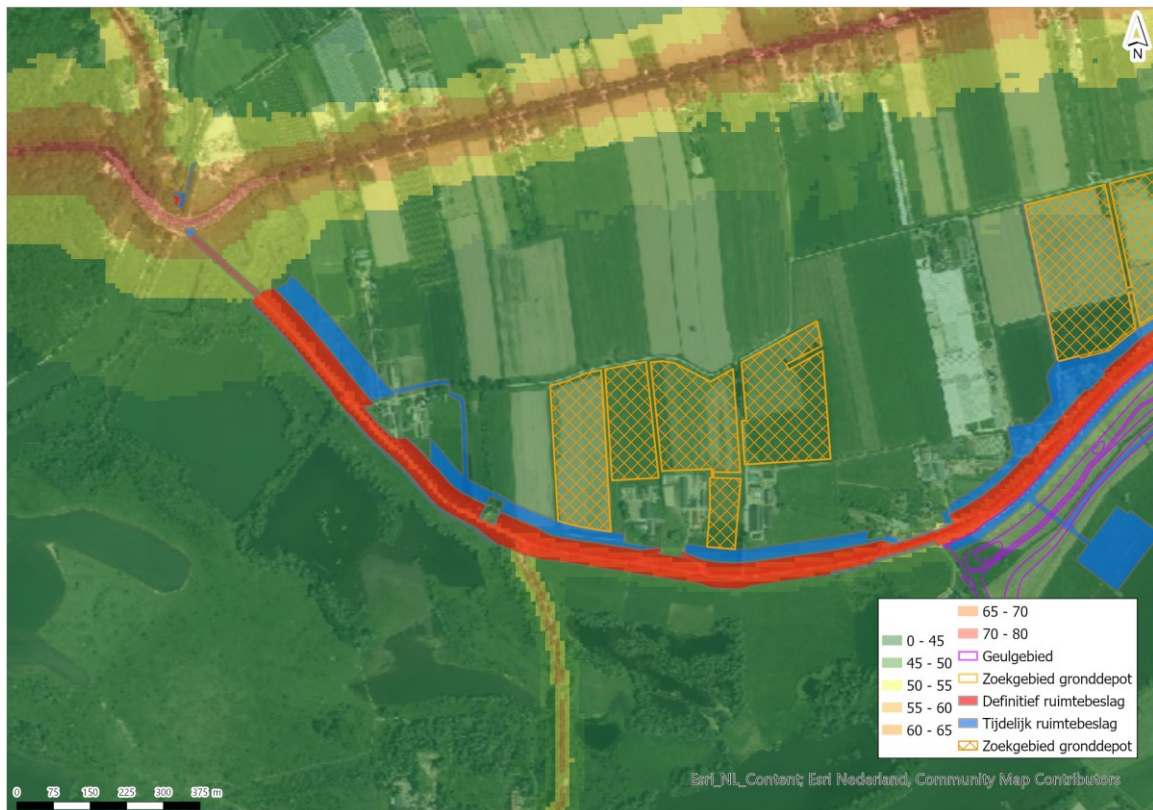 N
65 - 70
0 - 45
70 - 80
45 - 50
Geulgebied
50 - 55
Zoekgebied gronddepot
55 - 60
Definitief ruimtebeslag
60 - 65
Tijdelijk ruimtebeslag
Zoekgebied gronddepot
Esri_NL_Content; Esri Nederland, Community Map Contributors
0 75 150 225 300 375 m